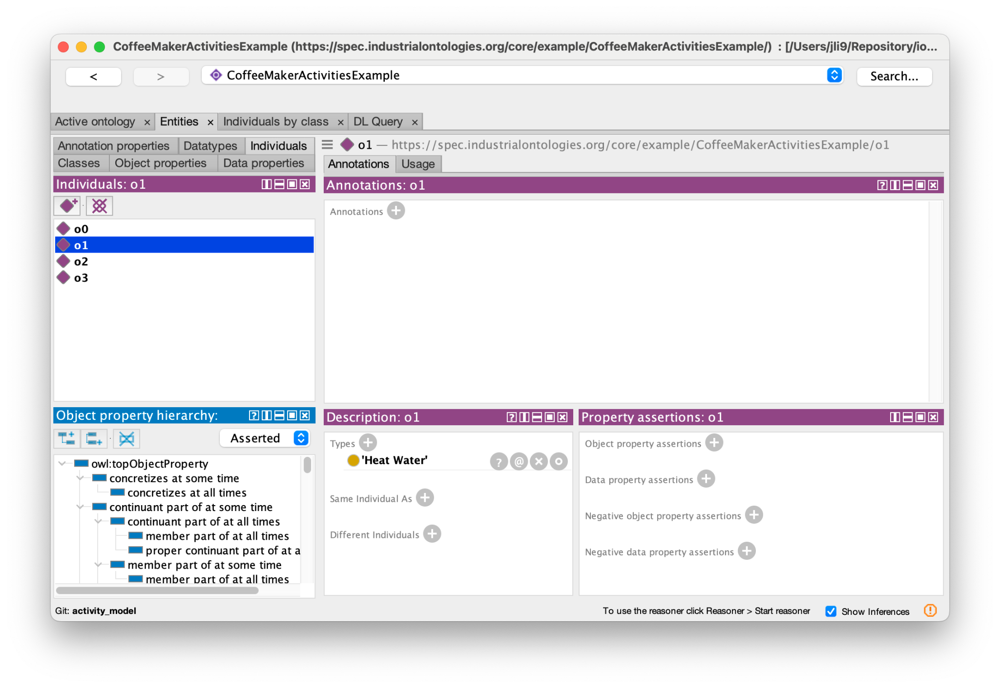 CoffeeMakerActivitiesExample (https://spec.industrialontologies.org/core/example/CoffeeMakerActivitiesExample/) : [/Users/jli9/Repository/io...
< > CoffeeMakerActivitiesExample Search...
Active ontology × Entities × Individuals by class × DL Query ×
Annotation properties Datatypes Individuals
Classes Object properties Data properties
Individuals: o1
o0
o1
o2
o3
Object property hierarchy:
Asserted
owl:topObjectProperty
concretizes at some time
concretizes at all times
continuant part of at some time
continuant part of at all times
member part of at all times
proper continuant part of at a
member part of at some time
member part of at all times
o1 — https://spec.industrialontologies.org/core/example/CoffeeMakerActivitiesExample/o1
Annotations Usage
Annotations: o1
Annotations
Description: o1
Types
'Heat Water'
Same Individual As
Different Individuals
Property assertions: o1
Object property assertions
Data property assertions
Negative object property assertions
Negative data property assertions
Git: activity_model
To use the reasoner click Reasoner > Start reasoner Show Inferences